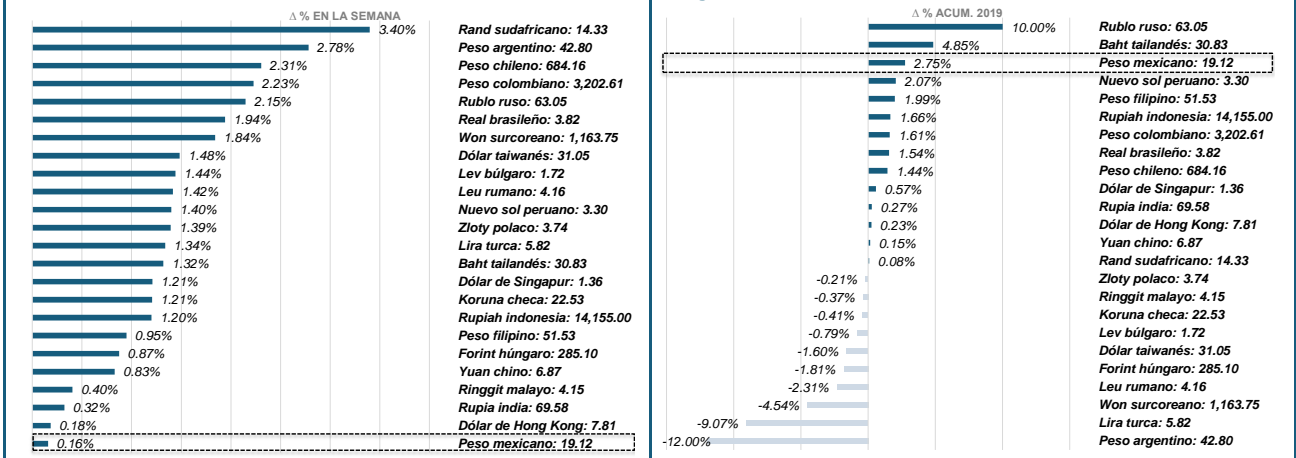 Δ % EN LA SEMANA
3.40% Rand sudafricano: 14.33
2.78% Peso argentino: 42.80
2.31% Peso chileno: 684.16
2.23% Peso colombiano: 3,202.61
2.15% Rublo ruso: 63.05
1.94% Real brasileño: 3.82
1.84% Won surcoreano: 1,163.75
1.48% Dólar taiwanés: 31.05
1.44% Lev búlgaro: 1.72
1.42% Leu rumano: 4.16
1.40% Nuevo sol peruano: 3.30
1.39% Zloty polaco: 3.74
1.34% Lira turca: 5.82
1.32% Baht tailandés: 30.83
1.21% Dólar de Singapur: 1.36
1.21% Koruna checa: 22.53
1.20% Rupiah indonesia: 14,155.00
0.95% Peso filipino: 51.53
0.87% Forint húngaro: 285.10
0.83% Yuan chino: 6.87
0.40% Ringgit malayo: 4.15
0.32% Rupia india: 69.58
0.18% Dólar de Hong Kong: 7.81
0.16% Peso mexicano: 19.12
Δ % ACUM. 2019
10.00% Rublo ruso: 63.05
4.85% Baht tailandés: 30.83
2.75% Peso mexicano: 19.12
2.07% Nuevo sol peruano: 3.30
1.99% Peso filipino: 51.53
1.66% Rupiah indonesia: 14,155.00
1.61% Peso colombiano: 3,202.61
1.54% Real brasileño: 3.82
1.44% Peso chileno: 684.16
0.57% Dólar de Singapur: 1.36
0.27% Rupia india: 69.58
0.23% Dólar de Hong Kong: 7.81
0.15% Yuan chino: 6.87
0.08% Rand sudafricano: 14.33
-0.21% Zloty polaco: 3.74
-0.37% Ringgit malayo: 4.15
-0.41% Koruna checa: 22.53
-0.79% Lev búlgaro: 1.72
-1.60% Dólar taiwanés: 31.05
-1.81% Forint húngaro: 285.10
-2.31% Leu rumano: 4.16
-4.54% Won surcoreano: 1,163.75
-9.07% Lira turca: 5.82
-12.00% Peso argentino: 42.80